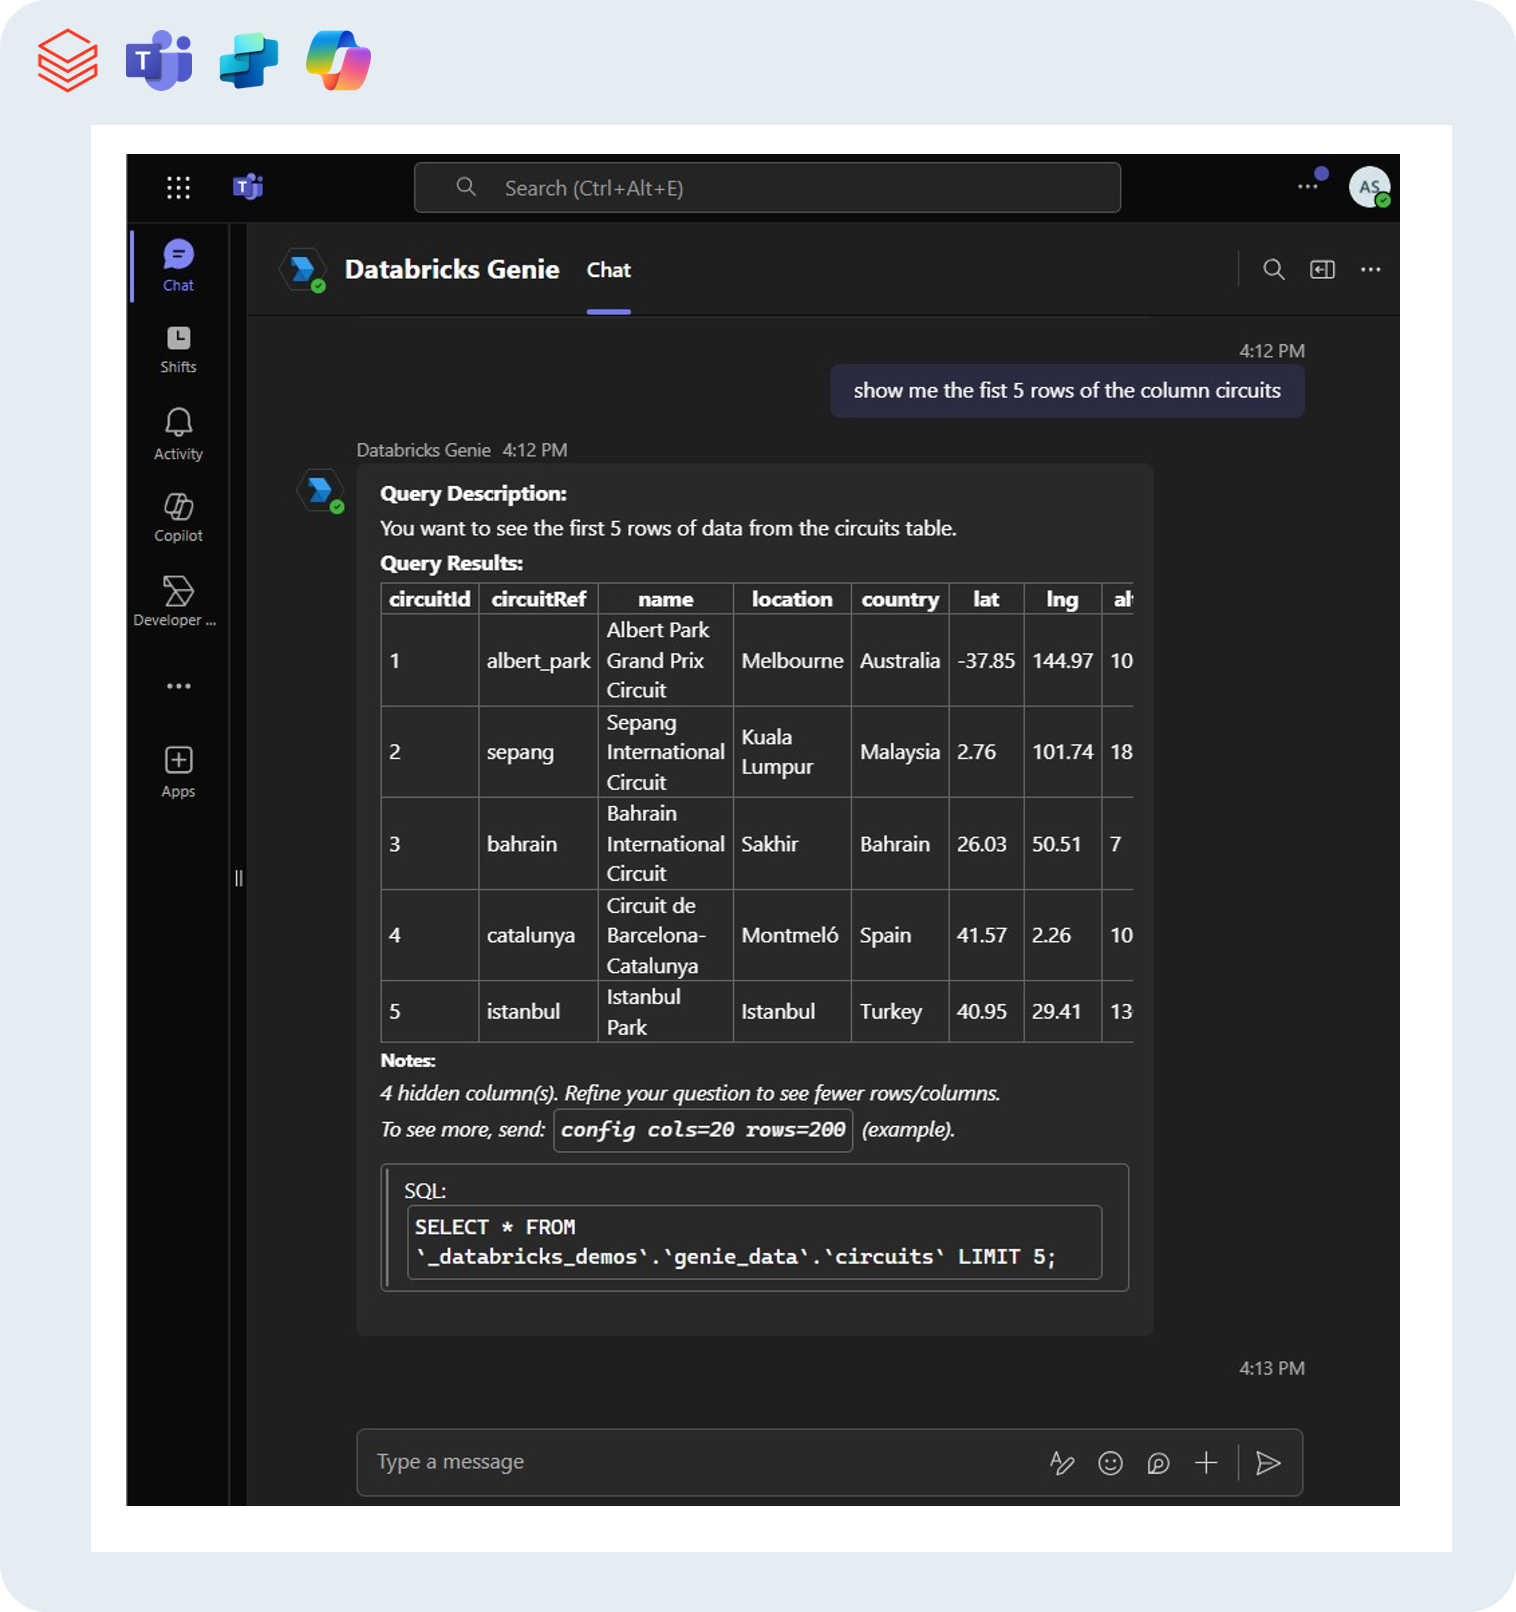 Search (Ctrl+Alt+E)
AS
Chat
Shifts
Activity
Copilot
Developer ...
Apps
Databricks Genie Chat
4:12 PM
show me the fist 5 rows of the column circuits
Databricks Genie 4:12 PM
Query Description:
You want to see the first 5 rows of data from the circuits table.
Query Results:
circuitId circuitRef name location country lat lng
1 albert_park Albert Park Grand Prix Circuit Melbourne Australia -37.85 144.97 10
2 sepang Sepang International Circuit Kuala Lumpur Malaysia 2.76 101.74 18
3 bahrain Bahrain International Circuit Sakhir Bahrain 26.03 50.51 7
4 catalunya Circuit de Barcelona-Catalunya Montmeló Spain 41.57 2.26 10
5 istanbul Istanbul Park Istanbul Turkey 40.95 29.41 13
Notes:
4 hidden column(s). Refine your question to see fewer rows/columns.
To see more, send: config cols=20 rows=200 (example).
SQL:
SELECT * FROM
`_databricks_demos`.`genie_data`.`circuits` LIMIT 5;
4:13 PM
Type a message